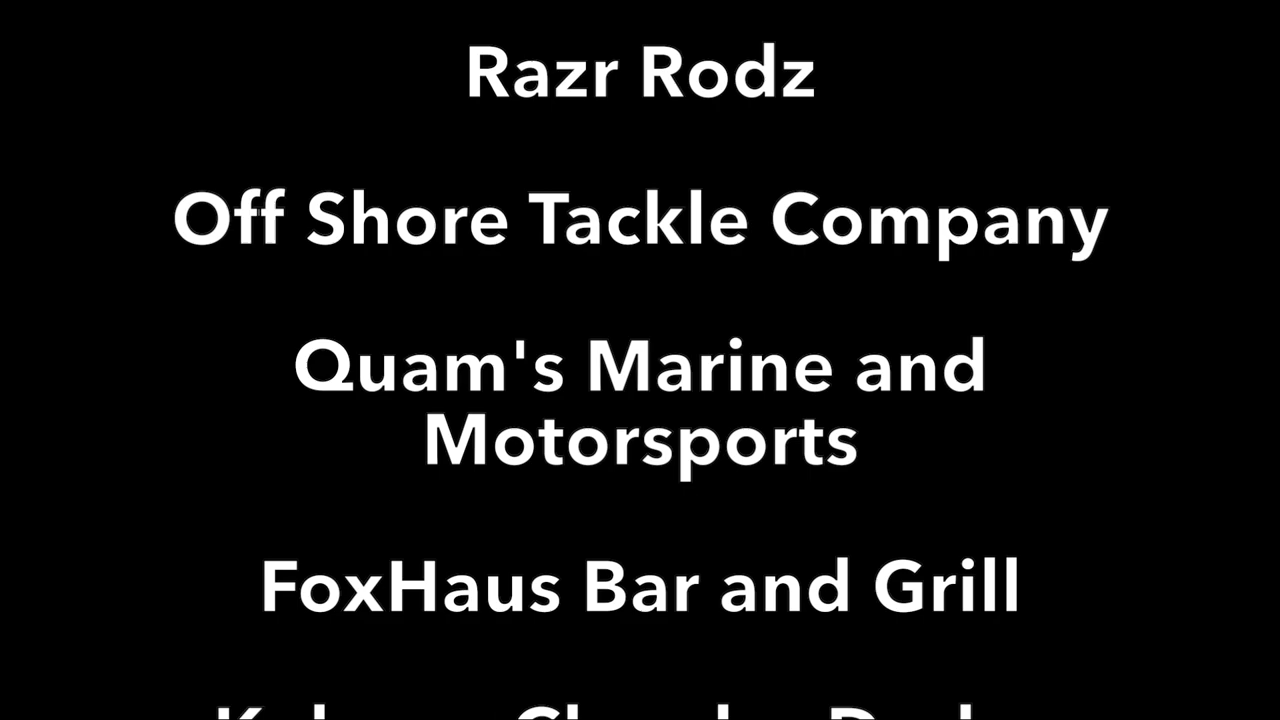 Razr Rodz
Off Shore Tackle Company
Quam's Marine and
Motorsports
FoxHaus Bar and Grill